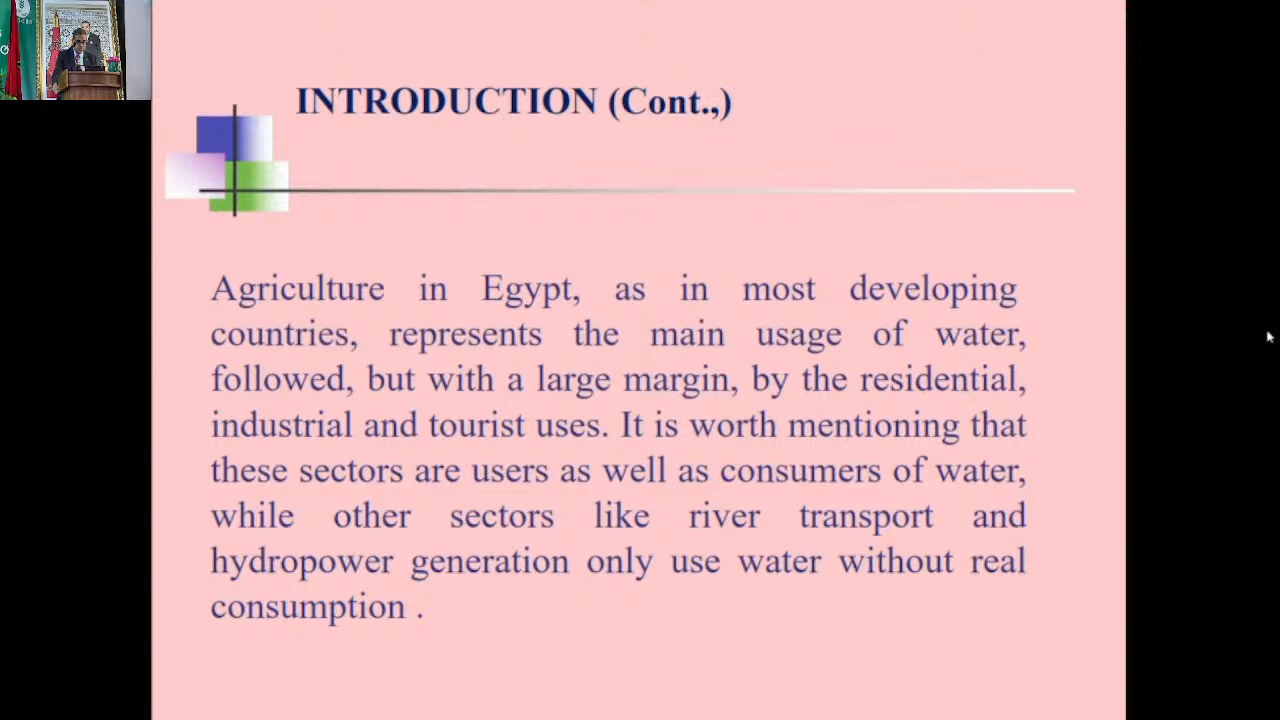 INTRODUCTION (Cont.,)
Agriculture in Egypt, as in most developing
countries, represents the main usage of water,
followed, but with a large margin, by the residential,
industrial and tourist uses. It is worth mentioning that
these sectors are users as well as consumers of water,
while other sectors like river transport and
hydropower generation only use water without real
consumption .